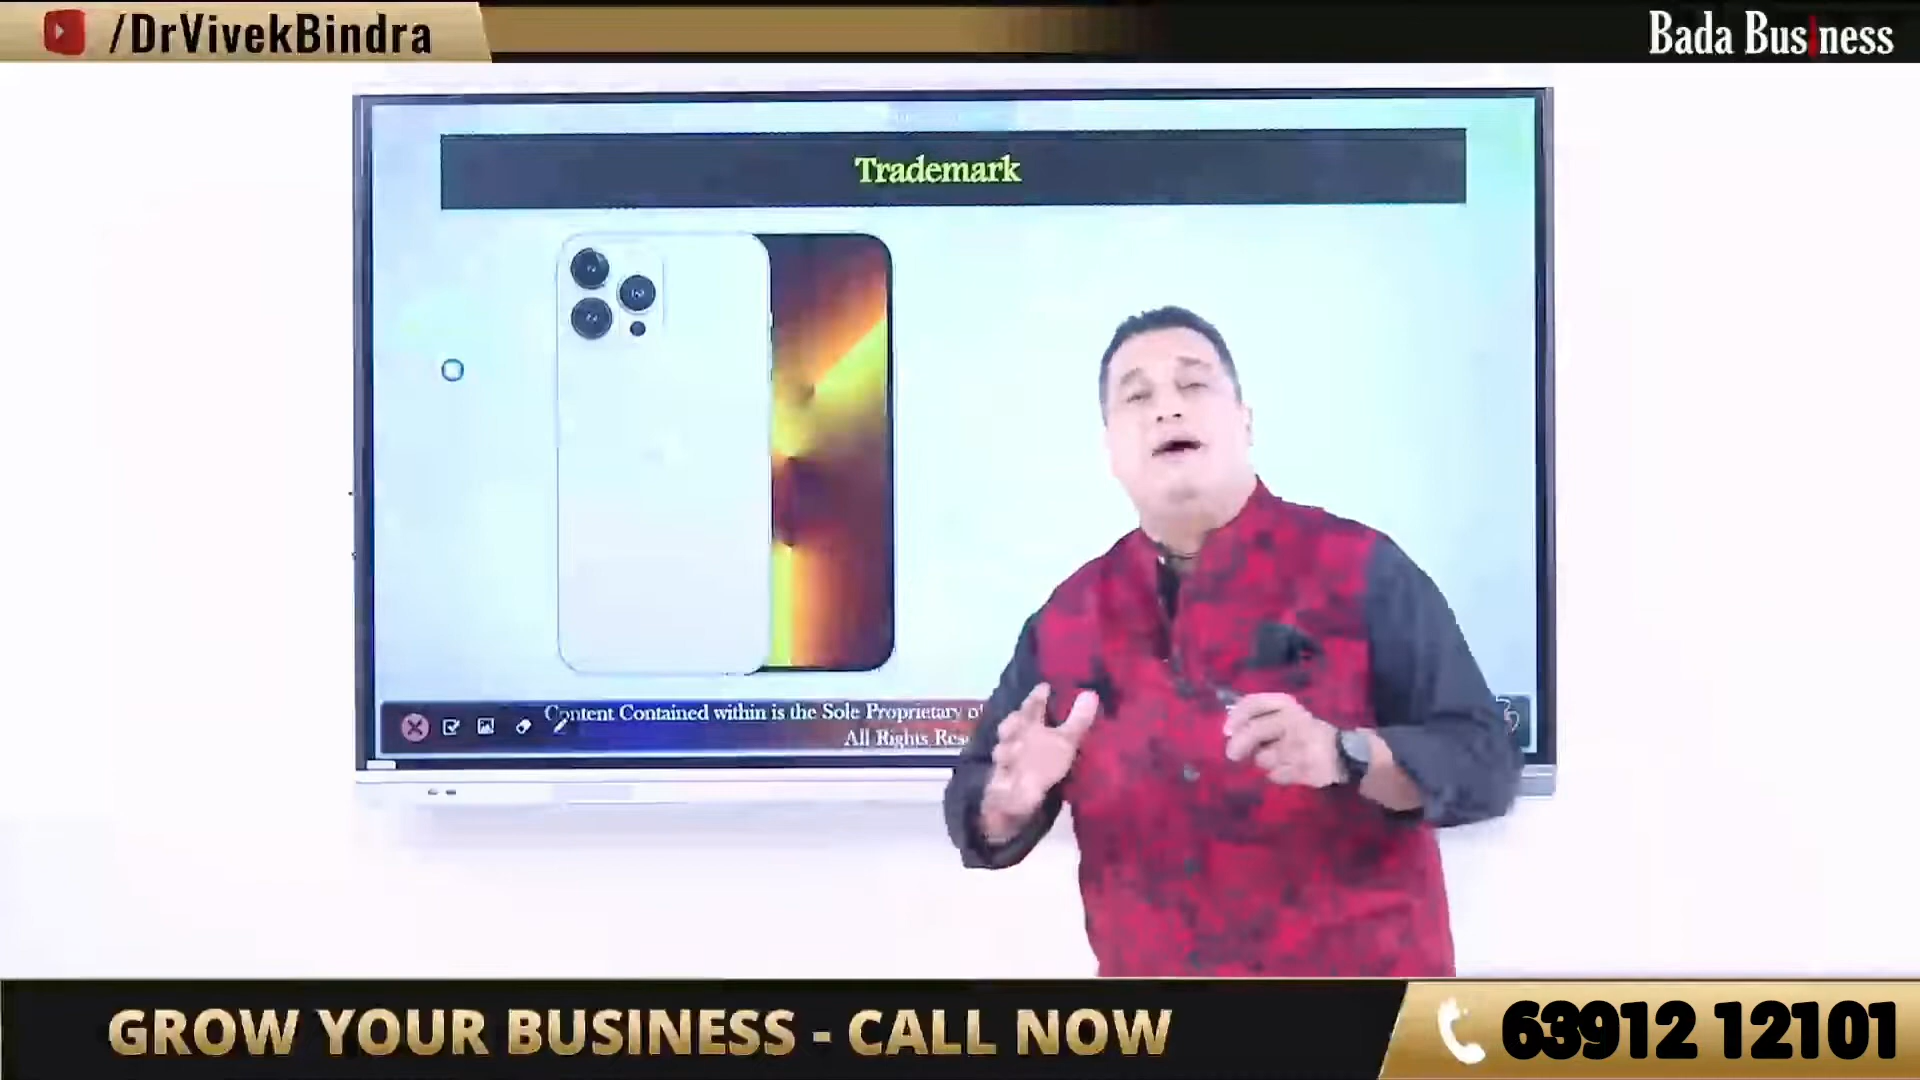 /DrVivekBindra
Bada Business
Trademark
Content Contained within is the Sole Proprietary
All Rights
GROW YOUR BUSINESS - CALL NOW
63912 12101